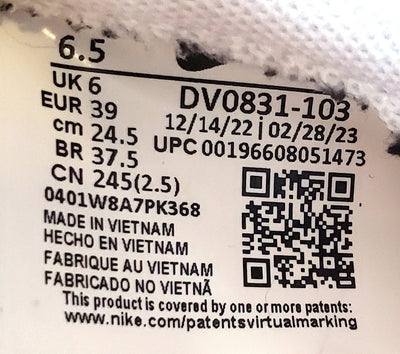 6.5
UK 6
EUR 39
cm 24.5
BR 37.5
CN 245(2.5)
DV0831-103
12/14/22 | 02/28/23
UPC 00196608051473
0401W8A7PK368
MADE IN VIETNAM
HECHO EN VIETNAM
FABRIQUE AU VIETNAM
FABRICADO NO VIETNÃ
This product is covered by one or more patents:
www.nike.com/patentsvirtualmarking